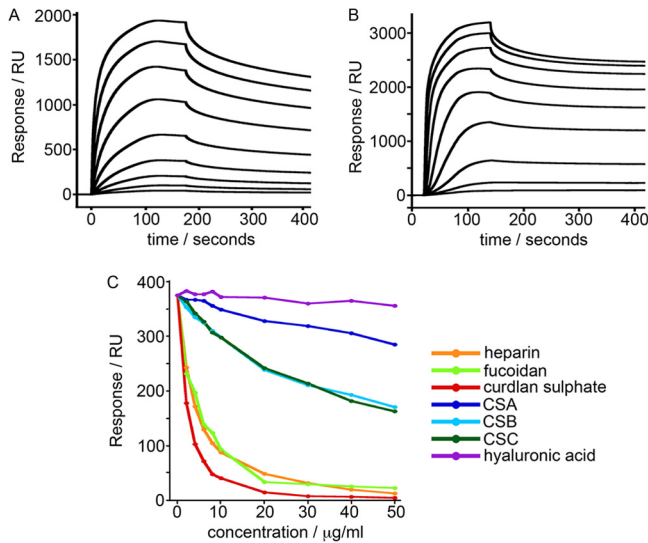 A
2000
1500
1000
500
0
Response / RU
0 100 200 300 400
time / seconds
B
3000
2000
1000
0
Response / RU
0 100 200 300 400
time / seconds
C
400
300
200
100
0
Response / RU
0 10 20 30 40 50
concentration / µg/ml
heparin
fucoidan
curdlan sulphate
CSA
CSB
CSC
hyaluronic acid